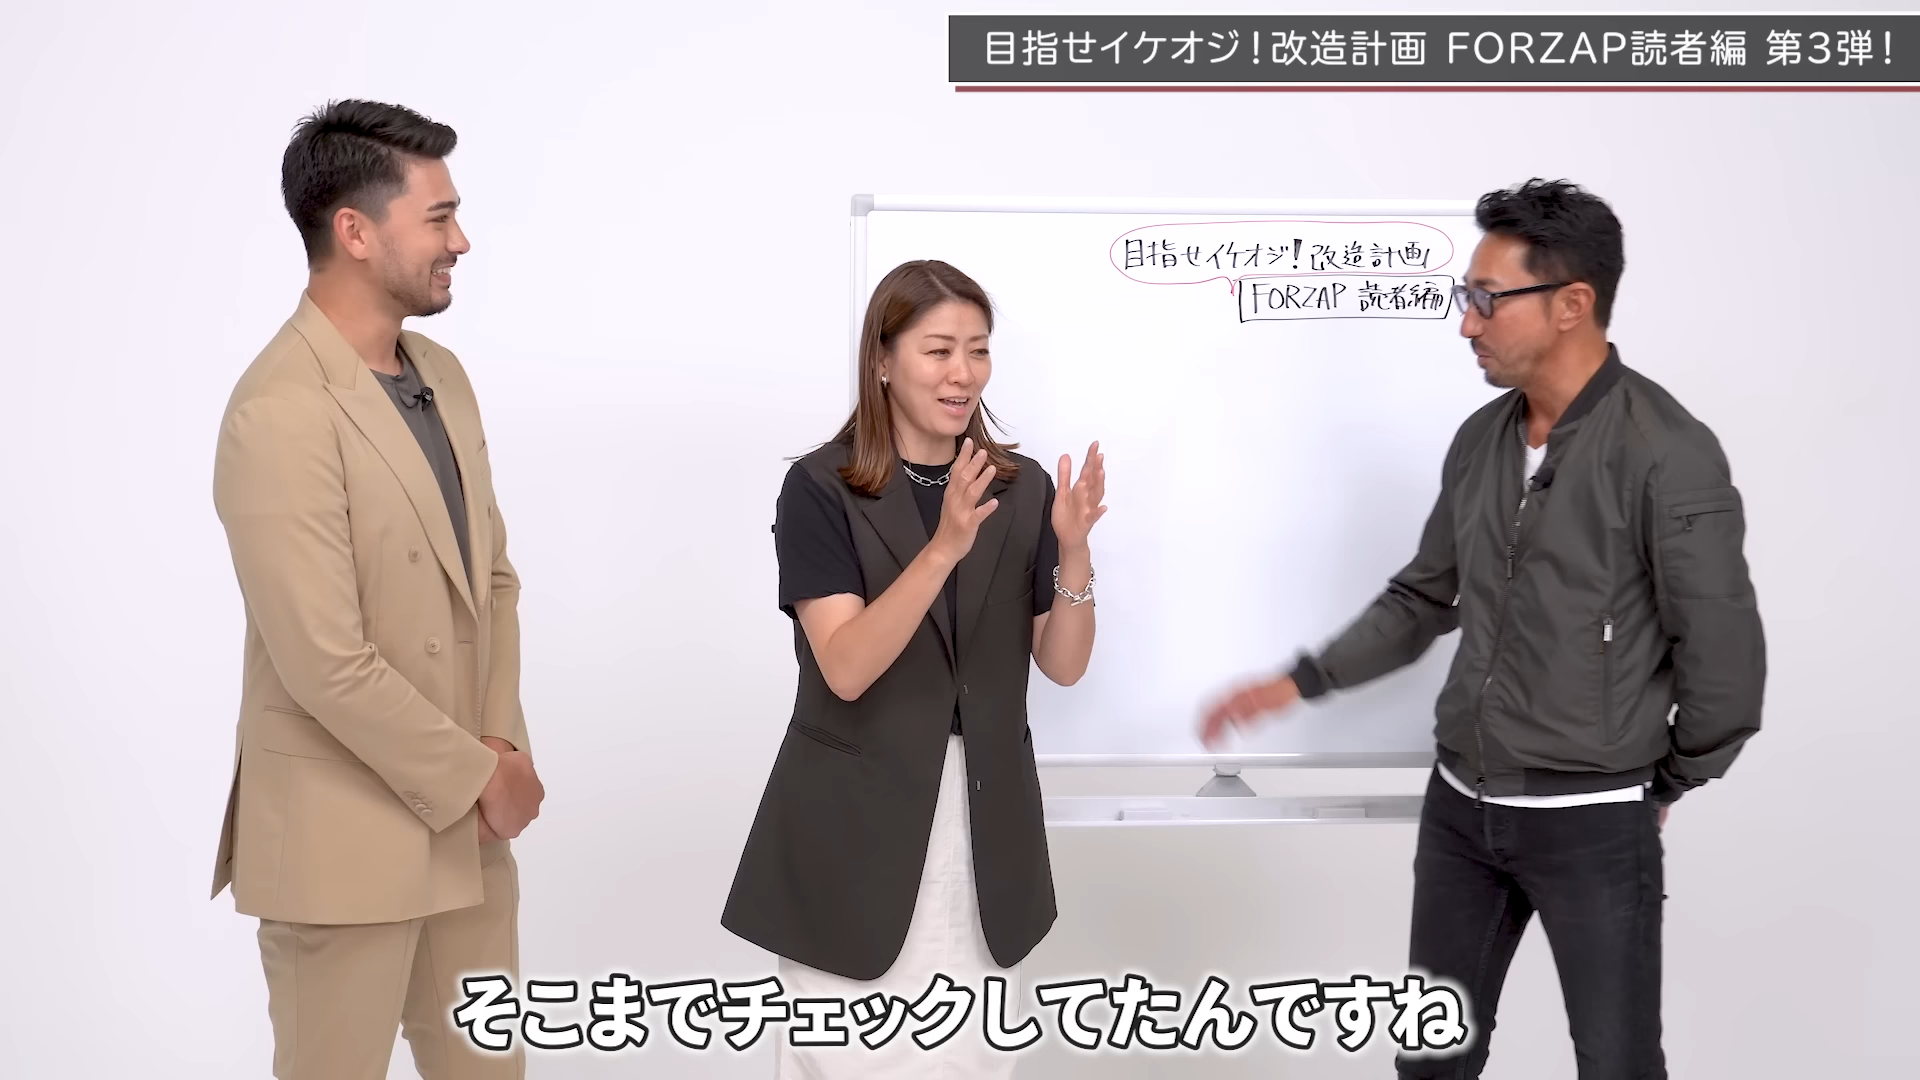 目指せイケオジ！改造計画 FORZAP読者編 第3弾！
目指せイケオジ！改造計画
FORZAP 読者編
そこまでチェックしてたんですね